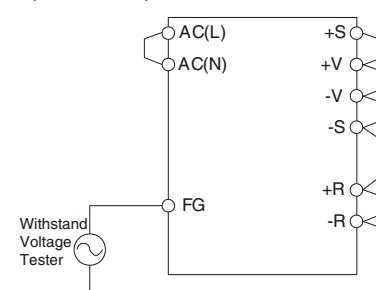 AC(L)
+S
AC(N)
+V
-V
-S
+R
FG
-R
Withstand
Voltage
Tester